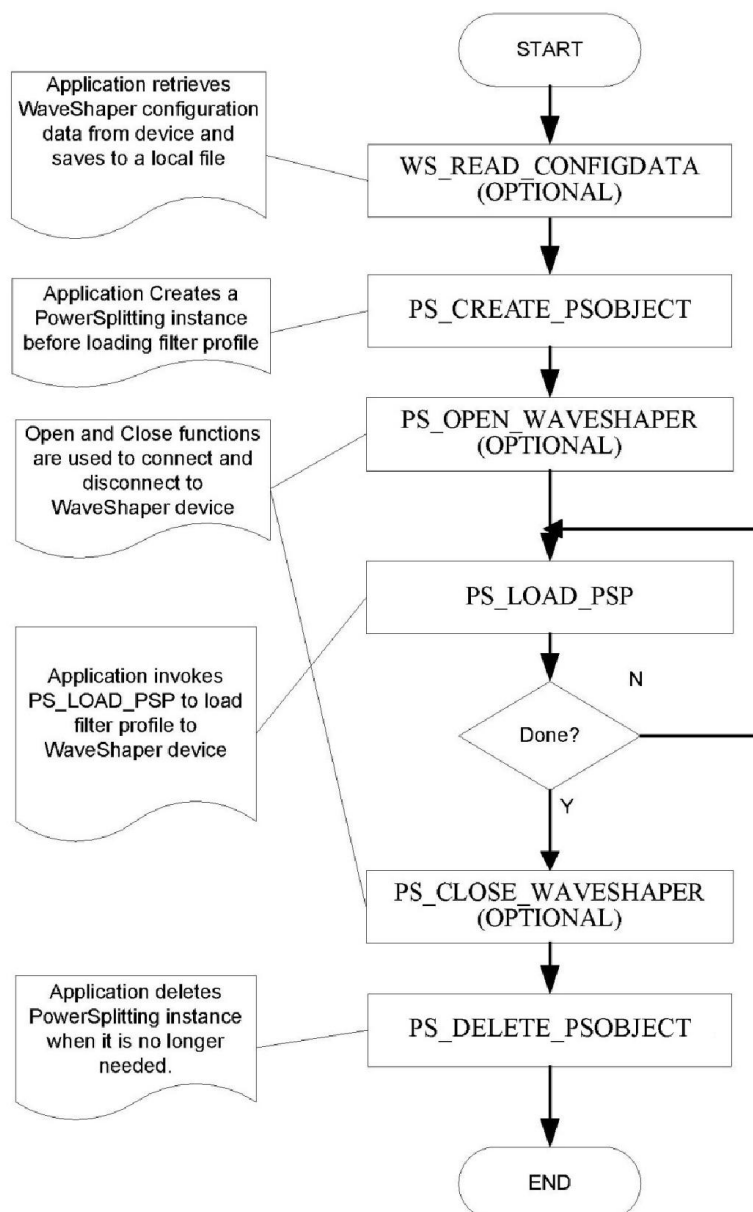 START
Application retrieves
WaveShaper configuration
data from device and
saves to a local file
WS_READ_CONFIGDATA
(OPTIONAL)
Application Creates a
PowerSplitting instance
before loading filter profile
PS_CREATE_PSOBJECT
Open and Close functions
are used to connect and
disconnect to
WaveShaper device
PS_OPEN_WAVESHAPER
(OPTIONAL)
PS_LOAD_PSP
Application invokes
PS_LOAD_PSP to load
filter profile to
WaveShaper device
N
Done?
Y
PS_CLOSE_WAVESHAPER
(OPTIONAL)
Application deletes
PowerSplitting instance
when it is no longer
needed.
PS_DELETE_PSOBJECT
END